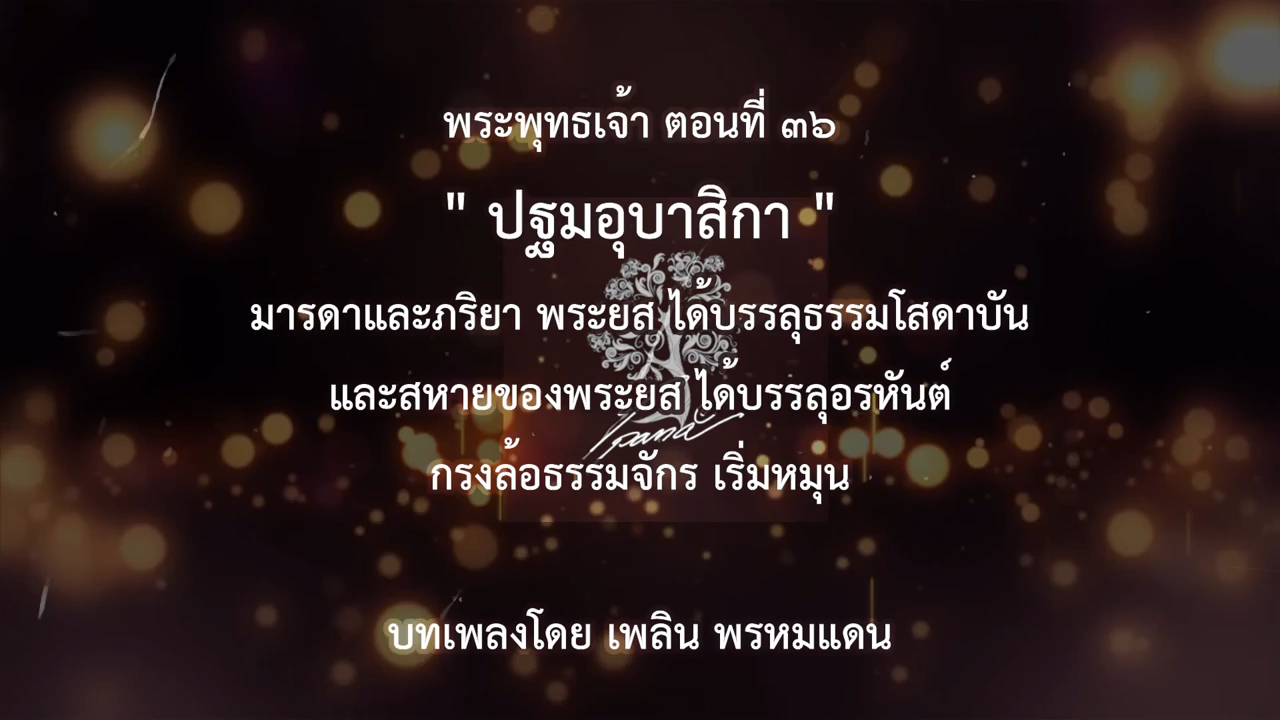 พระพุทธเจ้า ตอนที่ ๓๖
" ปฐมอุบาสิกา "
มารดาและภริยา พระยส ได้บรรลุธรรมโสดาบัน
และสหายของพระยส ได้บรรลุอรหันต์
กรงล้อธรรมจักร เริ่มหมุน
บทเพลงโดย เพลิน พรหมแดน